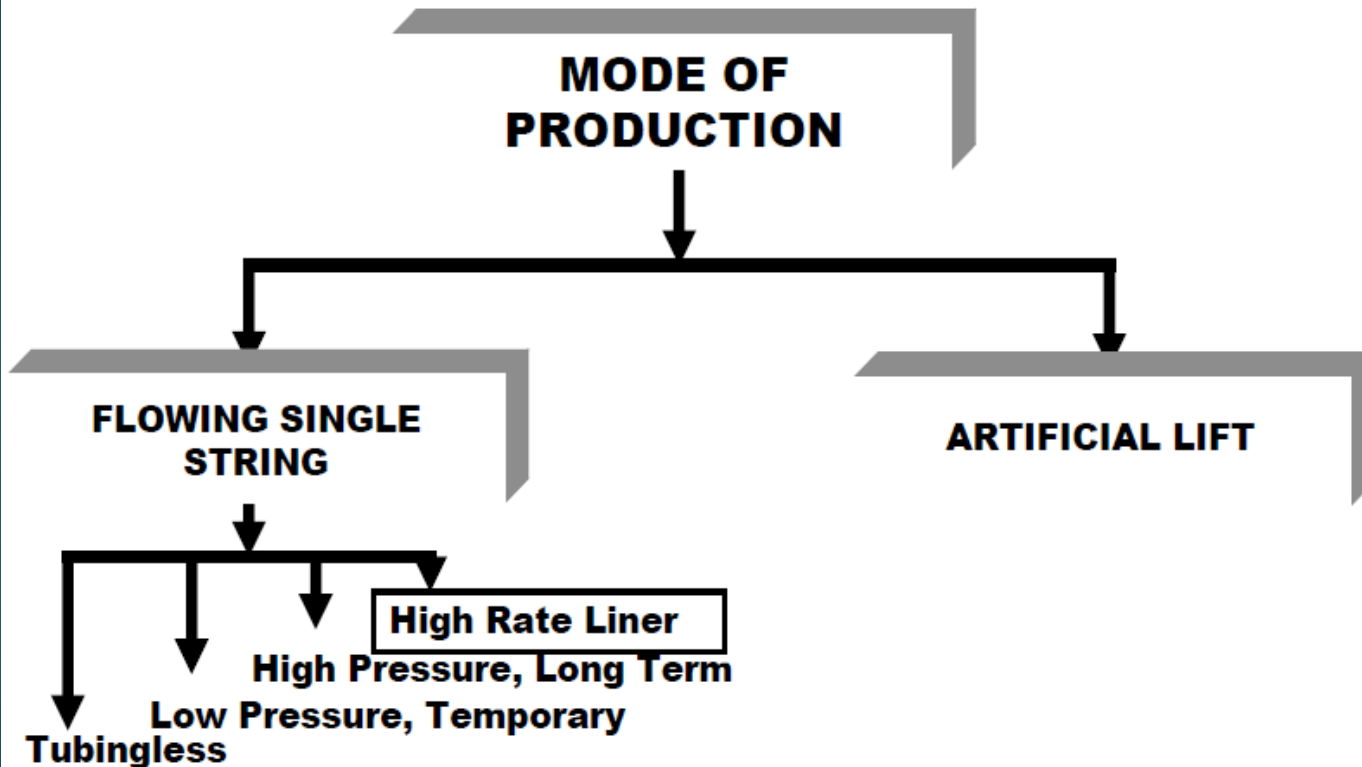 MODE OF
PRODUCTION
FLOWING SINGLE
STRING
ARTIFICIAL LIFT
High Rate Liner
High Pressure, Long Term
Low Pressure, Temporary
Tubingless